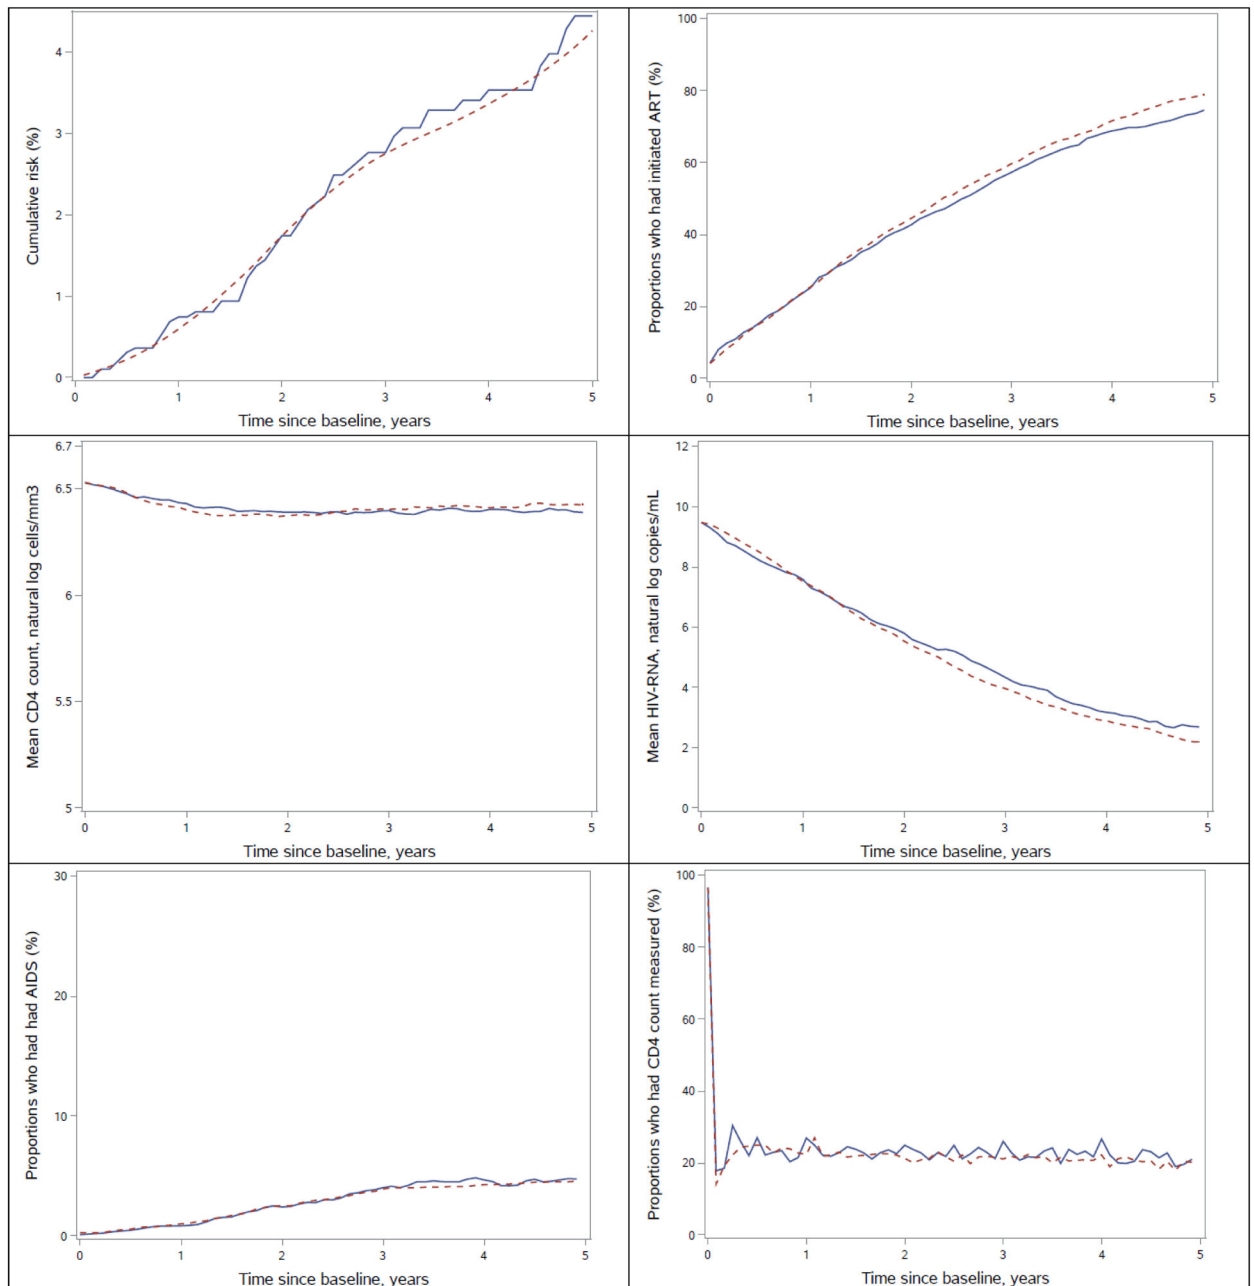 Cumulative risk (%)
4
3
2
1
0
0 1 2 3 4 5
Time since baseline, years
Proportions who had initiated ART (%)
100
80
60
40
20
0
0 1 2 3 4 5
Time since baseline, years
Mean CD4 count, natural log cells/mm3
6.7
6.5
6
5.5
5
0 1 2 3 4 5
Time since baseline, years
Mean HIV-RNA, natural log copies/mL
12
10
8
6
4
2
0
0 1 2 3 4 5
Time since baseline, years
Proportions who had had AIDS (%)
30
20
10
0
0 1 2 3 4 5
Time since baseline, years
Proportions who had CD4 count measured (%)
100
80
60
40
20
0
0 1 2 3 4 5
Time since baseline, years